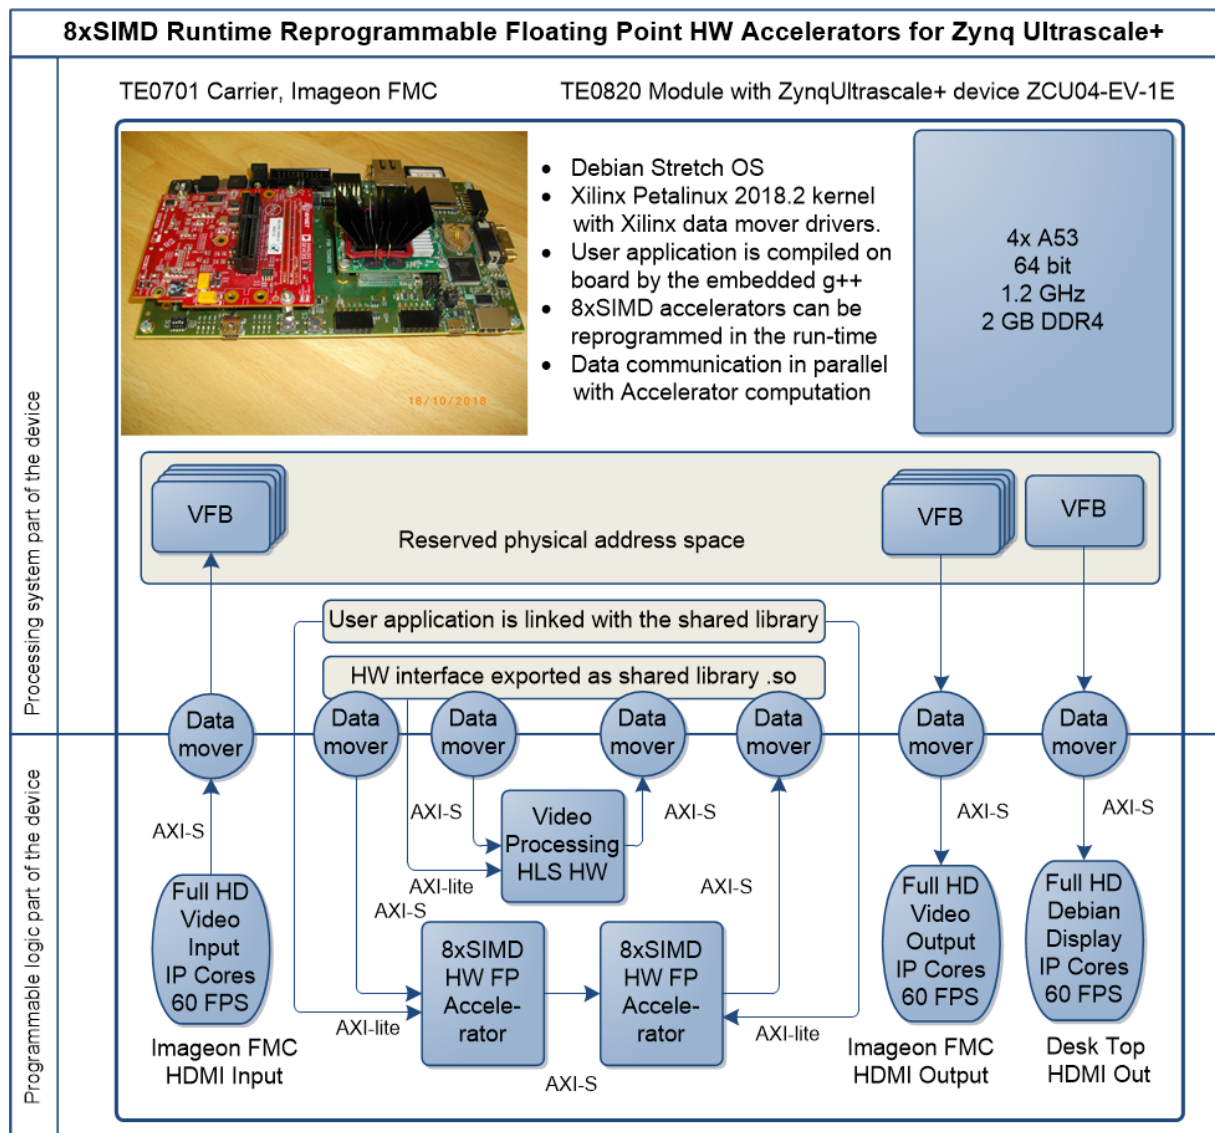 8xSIMD Runtime Reprogrammable Floating Point HW Accelerators for Zynq Ultrascale+
TE0701 Carrier, Imageon FMC
TE0820 Module with ZynqUltrascale+ device ZCU04-EV-1E
Processing system part of the device
18/10/2018
• Debian Stretch OS
• Xilinx Petalinux 2018.2 kernel
with Xilinx data mover drivers.
• User application is compiled on
board by the embedded g++
• 8xSIMD accelerators can be
reprogrammed in the run-time
• Data communication in parallel
with Accelerator computation
4x A53
64 bit
1.2 GHz
2 GB DDR4
VFB
Reserved physical address space
VFB
VFB
User application is linked with the shared library
HW interface exported as shared library .so
Data
mover
Data
mover
Data
mover
Data
mover
Data
mover
Data
mover
Data
mover
Programmable logic part of the device
AXI-S
AXI-S
AXI-S
AXI-S
AXI-S
Video
Processing
HLS HW
AXI-lite
AXI-S
AXI-S
Full HD
Video
Input
IP Cores
60 FPS
8xSIMD
HW FP
Accele-
rator
8xSIMD
HW FP
Accele-
rator
Full HD
Video
Output
IP Cores
60 FPS
Full HD
Debian
Display
IP Cores
60 FPS
AXI-lite
AXI-lite
AXI-S
Imageon FMC
HDMI Input
Imageon FMC
HDMI Output
Desk Top
HDMI Out